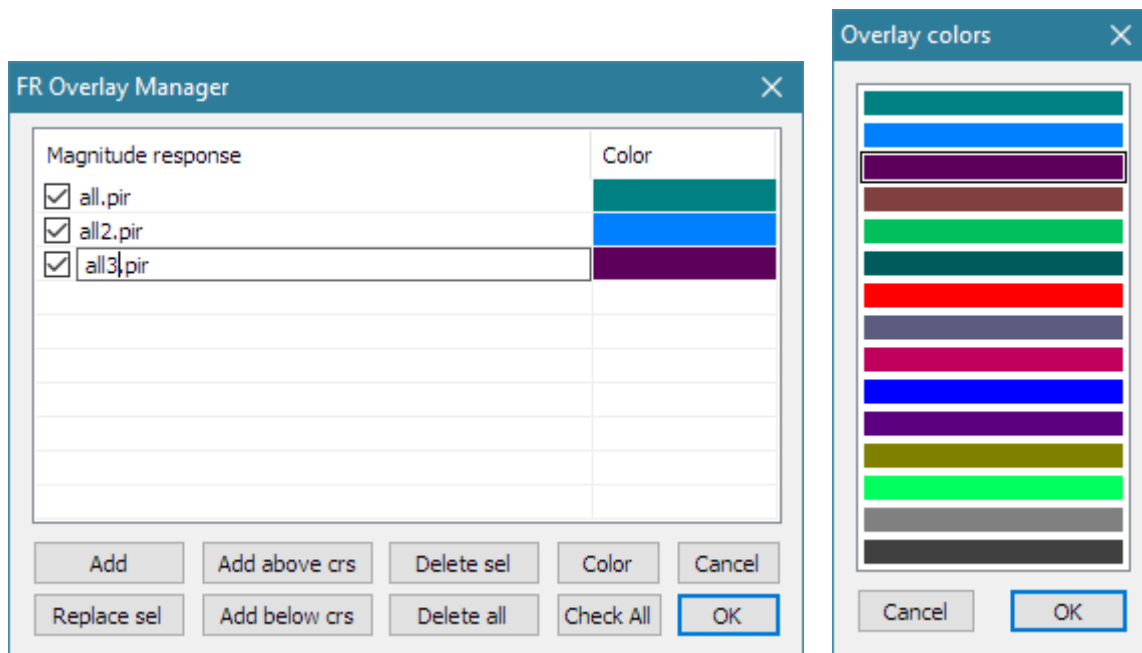 Overlay colors
FR Overlay Manager
Magnitude response Color
all.pir
all2.pir
all3.pir
Add Add above crs Delete sel Color Cancel
Replace sel Add below crs Delete all Check All OK
Cancel OK